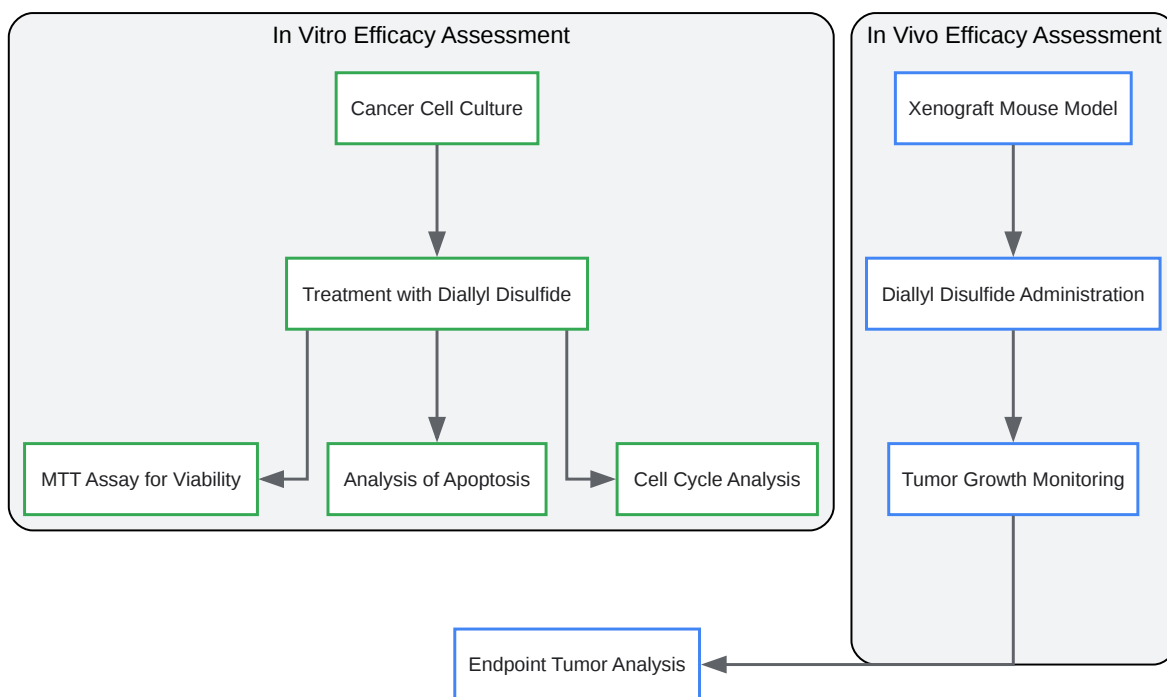 In Vitro Efficacy Assessment
Cancer Cell Culture
Treatment with Diallyl Disulfide
MTT Assay for Viability
Analysis of Apoptosis
Cell Cycle Analysis
In Vivo Efficacy Assessment
Xenograft Mouse Model
Diallyl Disulfide Administration
Tumor Growth Monitoring
Endpoint Tumor Analysis